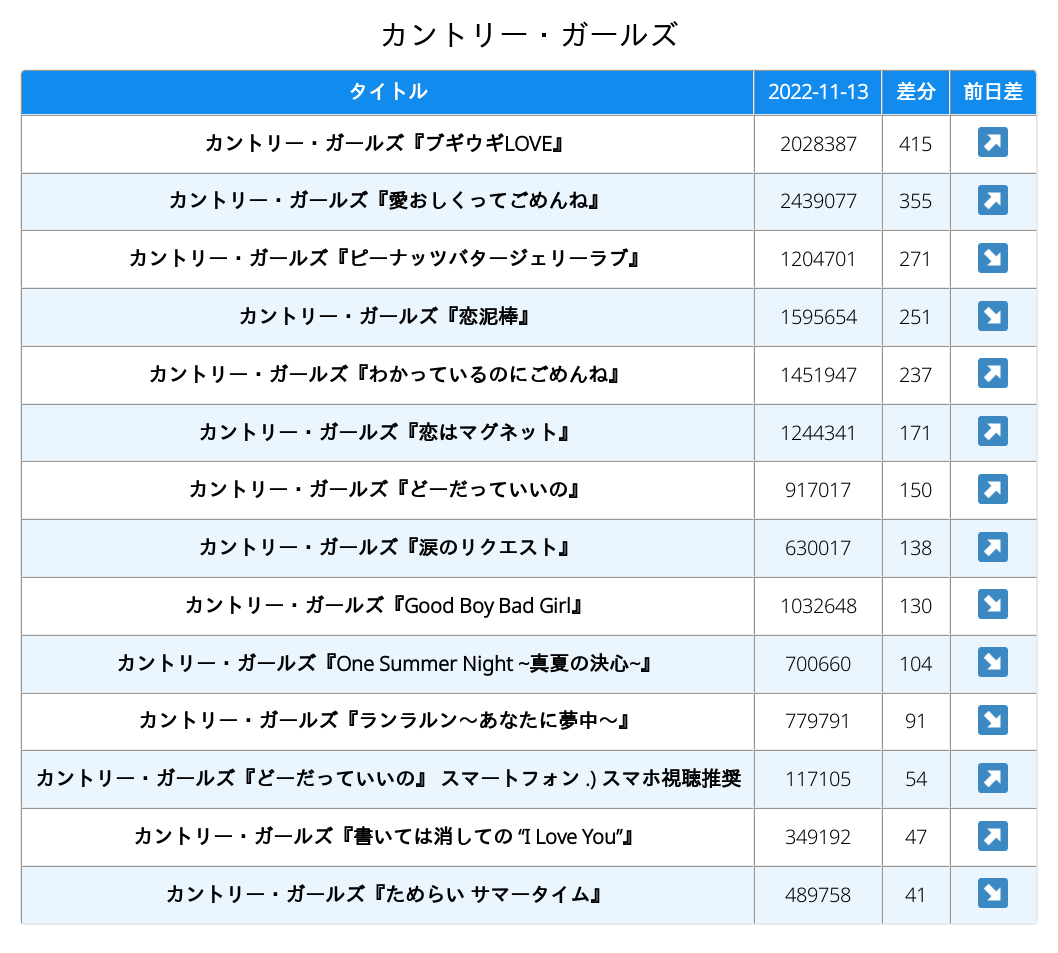 カントリー・ガールズ
タイトル 2022-11-13 差分 前日差
カントリー・ガールズ『ブギウギLOVE』 2028387 415
カントリー・ガールズ『愛おしくってごめんね』 2439077 355
カントリー・ガールズ『ピーナッツバタージェリーラブ』 1204701 271
カントリー・ガールズ『恋泥棒』 1595654 251
カントリー・ガールズ『わかっているのにごめんね』 1451947 237
カントリー・ガールズ『恋はマグネット』 1244341 171
カントリー・ガールズ『どーだっていいの』 917017 150
カントリー・ガールズ『涙のリクエスト』 630017 138
カントリー・ガールズ『Good Boy Bad Girl』 1032648 130
カントリー・ガールズ『One Summer Night ~真夏の決心~』 700660 104
カントリー・ガールズ『ランラルン〜あなたに夢中〜』 779791 91
カントリー・ガールズ『どーだっていいの』 スマートフォン .) スマホ視聴推奨 117105 54
カントリー・ガールズ『書いては消しての “I Love You”』 349192 47
カントリー・ガールズ『ためらい サマータイム』 489758 41